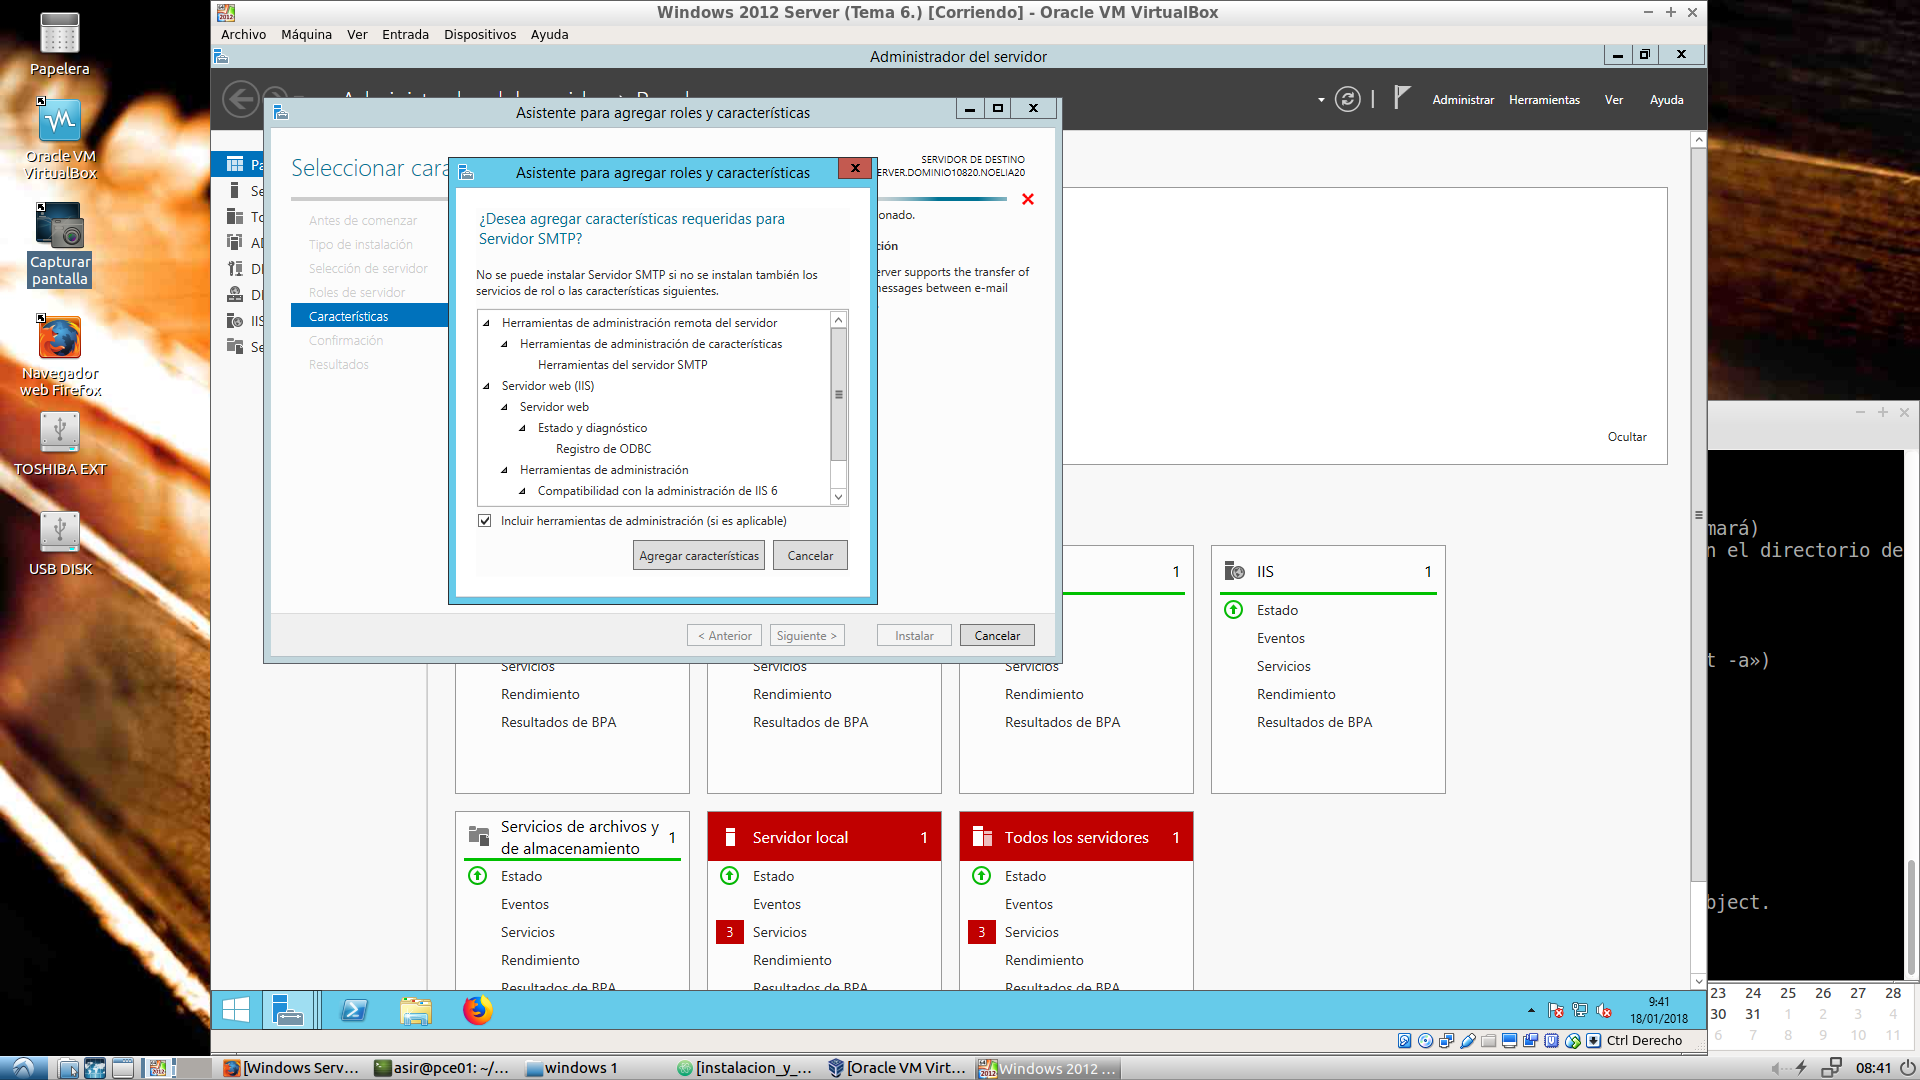 Windows 2012 Server (Tema 6.) [Corriendo] - Oracle VM VirtualBox
Archivo Máquina Ver Entrada Dispositivos Ayuda
Administrador del servidor
Administrar Herramientas Ver Ayuda
Papelera
Oracle VM
VirtualBox
Capturar
pantalla
Navegador
web Firefox
TOSHIBA EXT
USB DISK
Asistente para agregar roles y características
Seleccionar cara
SERVIDOR DE DESTINO
ERVER.DOMINIO10820.NOELIA20
Antes de comenzar
Tipo de instalación
Selección de servidor
Roles de servidor
Características
Confirmación
Resultados
onado.
ción
erver supports the transfer of
nessages between e-mail
Asistente para agregar roles y características
¿Desea agregar características requeridas para
Servidor SMTP?
No se puede instalar Servidor SMTP si no se instalan también los
servicios de rol o las características siguientes.
Herramientas de administración remota del servidor
Herramientas de administración de características
Herramientas del servidor SMTP
Servidor web (IIS)
Servidor web
Estado y diagnóstico
Registro de ODBC
Herramientas de administración
Compatibilidad con la administración de IIS 6
Incluir herramientas de administración (si es aplicable)
Agregar características Cancelar
< Anterior Siguiente > Instalar Cancelar
Pa
Se
To
AD
DI
IIS
Se
Ocultar
1
IIS 1
Estado
Eventos
Servicios Servicios Servicios Servicios
Rendimiento Rendimiento Rendimiento Rendimiento
Resultados de BPA Resultados de BPA Resultados de BPA Resultados de BPA
Servicios de archivos y
de almacenamiento 1
Servidor local 1
Todos los servidores 1
Estado Estado Estado
Eventos Eventos Eventos
Servicios 3 Servicios 3 Servicios
Rendimiento Rendimiento Rendimiento
Resultados de BPA Resultados de BPA Resultados de BPA
mará)
n el directorio de
t -a»)
bject.
23 24 25 26 27 28
30 31 1 2 3 4
6 7 8 9 10 11
9:41
18/01/2018
Ctrl Derecho
[Windows Serv... asir@pce01: ~/... windows 1 [instalacion_y_... [Oracle VM Virt... Windows 2012 ... 08:41